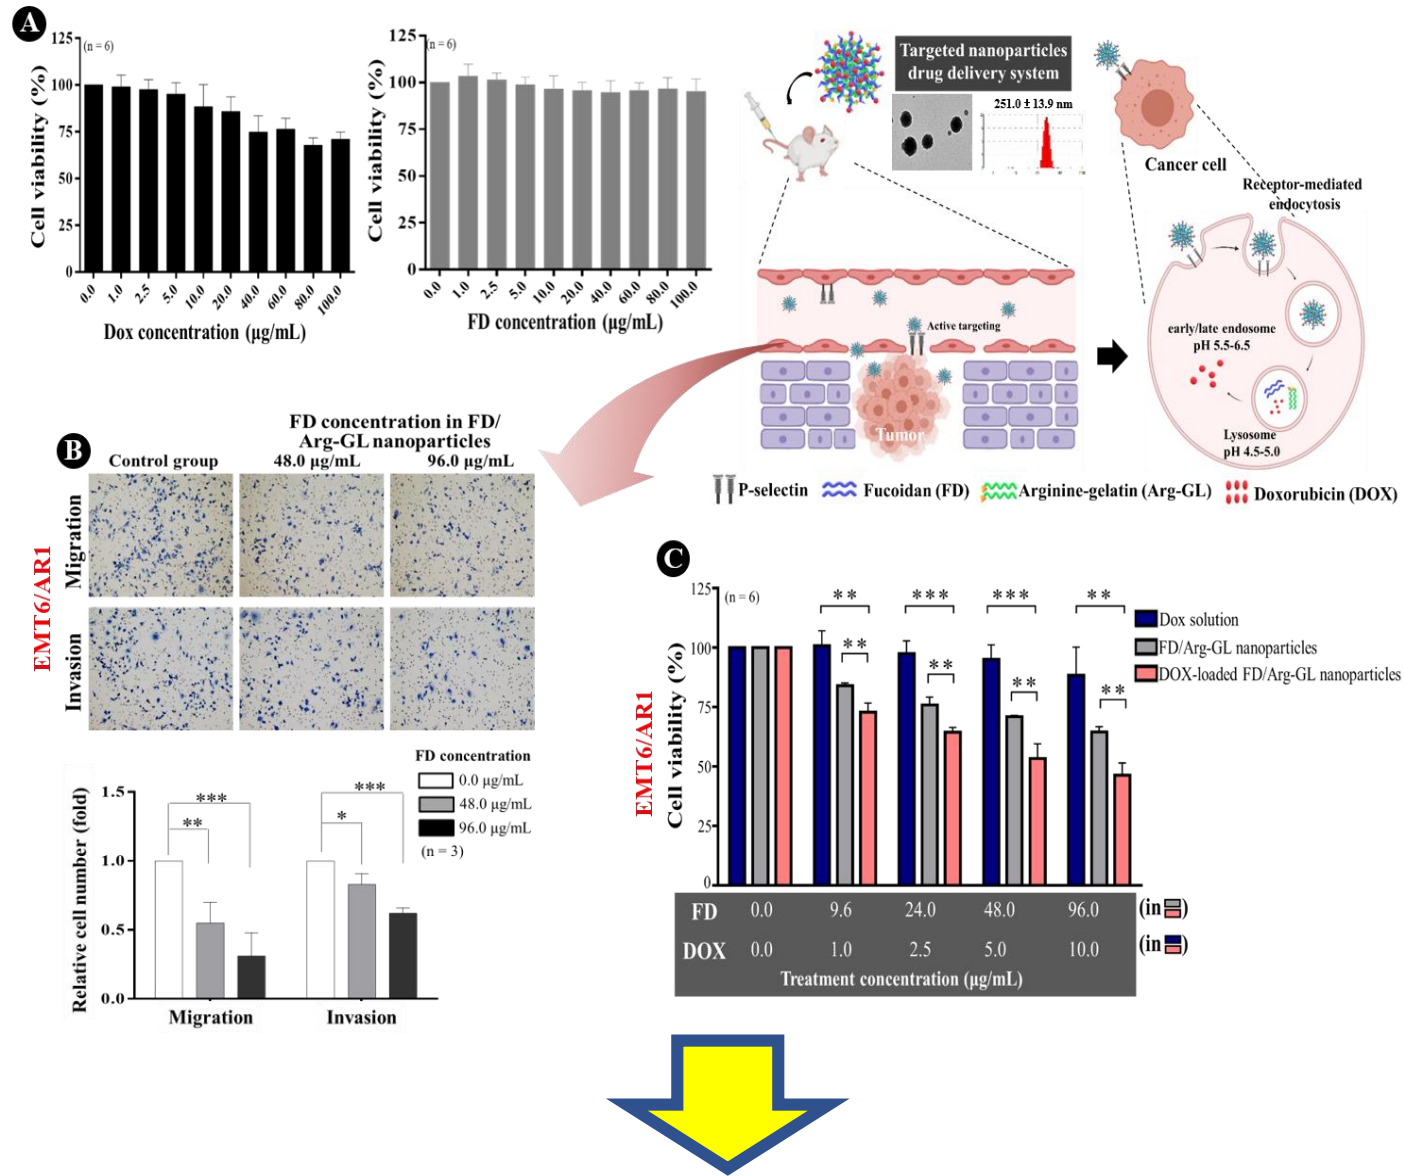 A
(n = 6)
125
100
75
50
25
0
Cell viability (%)
0.0 1.0 2.5 5.0 10.0 20.0 40.0 60.0 80.0 100.0
Dox concentration (µg/mL)
(n = 6)
125
100
75
50
25
0
Cell viability (%)
0.0 1.0 2.5 5.0 10.0 20.0 40.0 60.0 80.0 100.0
FD concentration (µg/mL)
Targeted nanoparticles
drug delivery system
251.0 ± 13.9 nm
Cancer cell
Receptor-mediated
endocytosis
Active targeting
Tumor
early/late endosome
pH 5.5-6.5
Lysosome
pH 4.5-5.0
P-selectin
Fucoidan (FD)
Arginine-gelatin (Arg-GL)
Doxorubicin (DOX)
B
FD concentration in FD/
Arg-GL nanoparticles
Control group 48.0 µg/mL 96.0 µg/mL
EMT6/AR1
Migration
Invasion
FD concentration
0.0 µg/mL
48.0 µg/mL
96.0 µg/mL
(n = 3)
Relative cell number (fold)
1.5
1.0
0.5
0.0
***
**
***
*
Migration Invasion
C
EMT6/AR1
Cell viability (%)
125
100
75
50
25
0
(n = 6)
** *** *** **
** ** ** **
Dox solution
FD/Arg-GL nanoparticles
DOX-loaded FD/Arg-GL nanoparticles
FD 0.0 9.6 24.0 48.0 96.0 (in )
DOX 0.0 1.0 2.5 5.0 10.0 (in )
Treatment concentration (µg/mL)